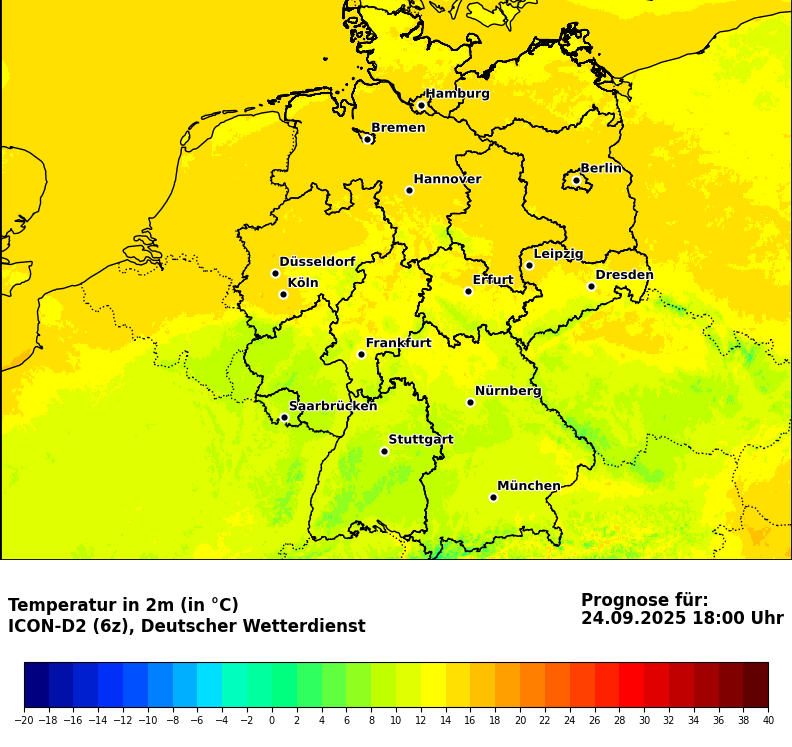 Hamburg
Bremen
Berlin
Hannover
Leipzig
Düsseldorf
Dresden
Köln
Erfurt
Frankfurt
Nürnberg
Saarbrücken
Stuttgart
München
Temperatur in 2m (in °C)
ICON-D2 (6z), Deutscher Wetterdienst
Prognose für:
24.09.2025 18:00 Uhr
−20 −18 −16 −14 −12 −10 −8 −6 −4 −2 0 2 4 6 8 10 12 14 16 18 20 22 24 26 28 30 32 34 36 38 40